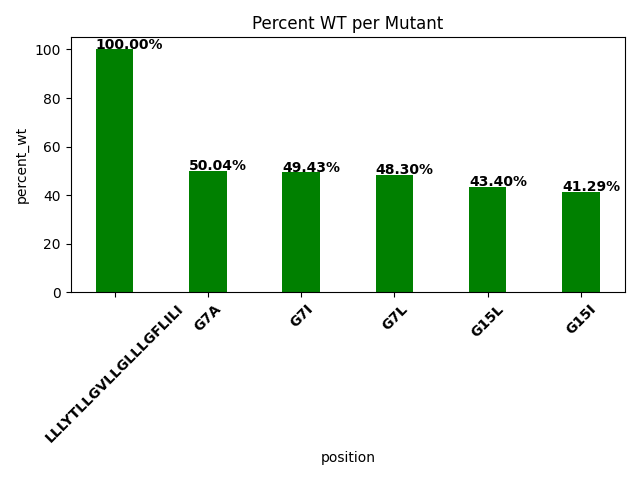 Percent WT per Mutant
percent_wt
100
80
60
40
20
0
100.00%
50.04%
49.43%
48.30%
43.40%
41.29%
LLLYTLLGVLLGLLLGFLILI
G7A
G7I
G7L
G15L
G15I
position